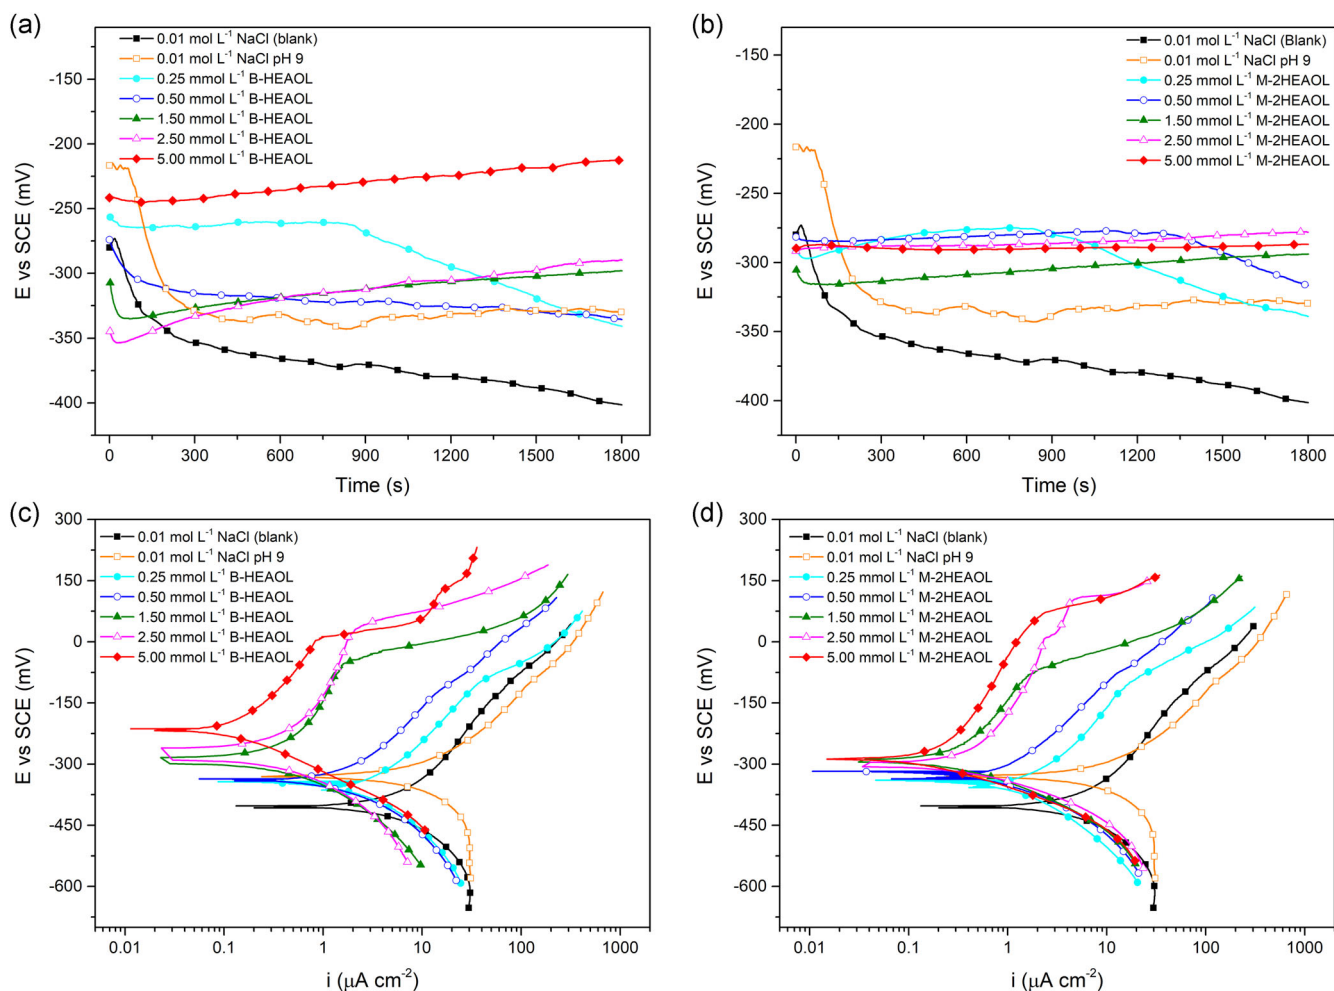 (a)
0.01 mol L⁻¹ NaCl (blank)
0.01 mol L⁻¹ NaCl pH 9
0.25 mmol L⁻¹ B-HEAOL
0.50 mmol L⁻¹ B-HEAOL
1.50 mmol L⁻¹ B-HEAOL
2.50 mmol L⁻¹ B-HEAOL
5.00 mmol L⁻¹ B-HEAOL
E vs SCE (mV)
-150
-200
-250
-300
-350
-400
0 300 600 900 1200 1500 1800
Time (s)
(b)
0.01 mol L⁻¹ NaCl (Blank)
0.01 mol L⁻¹ NaCl pH 9
0.25 mmol L⁻¹ M-2HEAOL
0.50 mmol L⁻¹ M-2HEAOL
1.50 mmol L⁻¹ M-2HEAOL
2.50 mmol L⁻¹ M-2HEAOL
5.00 mmol L⁻¹ M-2HEAOL
E vs SCE (mV)
-150
-200
-250
-300
-350
-400
0 300 600 900 1200 1500 1800
Time (s)
(c)
0.01 mol L⁻¹ NaCl (blank)
0.01 mol L⁻¹ NaCl pH 9
0.25 mmol L⁻¹ B-HEAOL
0.50 mmol L⁻¹ B-HEAOL
1.50 mmol L⁻¹ B-HEAOL
2.50 mmol L⁻¹ B-HEAOL
5.00 mmol L⁻¹ B-HEAOL
E vs SCE (mV)
300
150
0
-150
-300
-450
-600
0.01 0.1 1 10 100 1000
i (μA cm⁻²)
(d)
0.01 mol L⁻¹ NaCl (blank)
0.01 mol L⁻¹ NaCl pH 9
0.25 mmol L⁻¹ M-2HEAOL
0.50 mmol L⁻¹ M-2HEAOL
1.50 mmol L⁻¹ M-2HEAOL
2.50 mmol L⁻¹ M-2HEAOL
5.00 mmol L⁻¹ M-2HEAOL
E vs SCE (mV)
300
150
0
-150
-300
-450
-600
0.01 0.1 1 10 100 1000
i (μA cm⁻²)